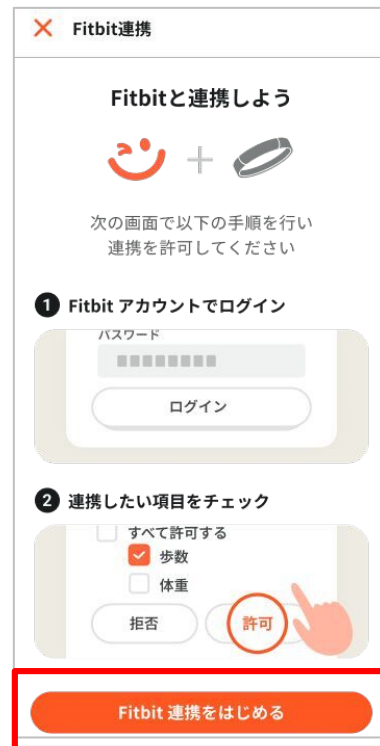 Fitbit連携
Fitbitと連携しよう
次の画面で以下の手順を行い
連携を許可してください
1 Fitbit アカウントでログイン
パスワード
ログイン
2 連携したい項目をチェック
すべて許可する
歩数
体重
拒否 許可
Fitbit 連携をはじめる